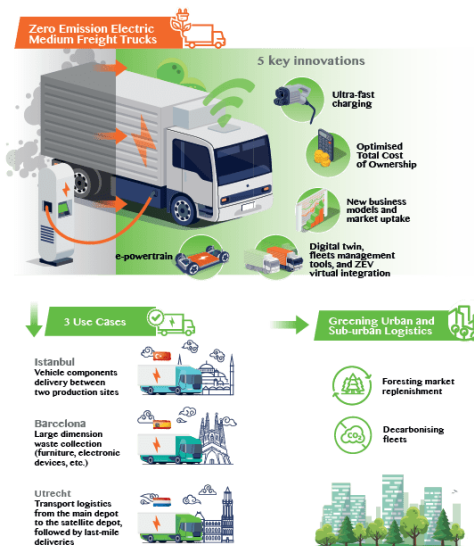 Zero Emission Electric
Medium Freight Trucks
5 key innovations
Ultra-fast
charging
Optimised
Total Cost
of Ownership
New business
models and
market uptake
Digital twin,
fleets management
tools, and ZEV
virtual integration
e-powertrain
3 Use Cases
Istanbul
Vehicle components
delivery between
two production sites
Barcelona
Large dimension
waste collection
(furniture, electronic
devices, etc.)
Utrecht
Transport logistics
from the main depot
to the satellite depot,
followed by last-mile
deliveries
Greening Urban and
Sub-urban Logistics
Foresting market
replenishment
CO2
Decarbonising
fleets